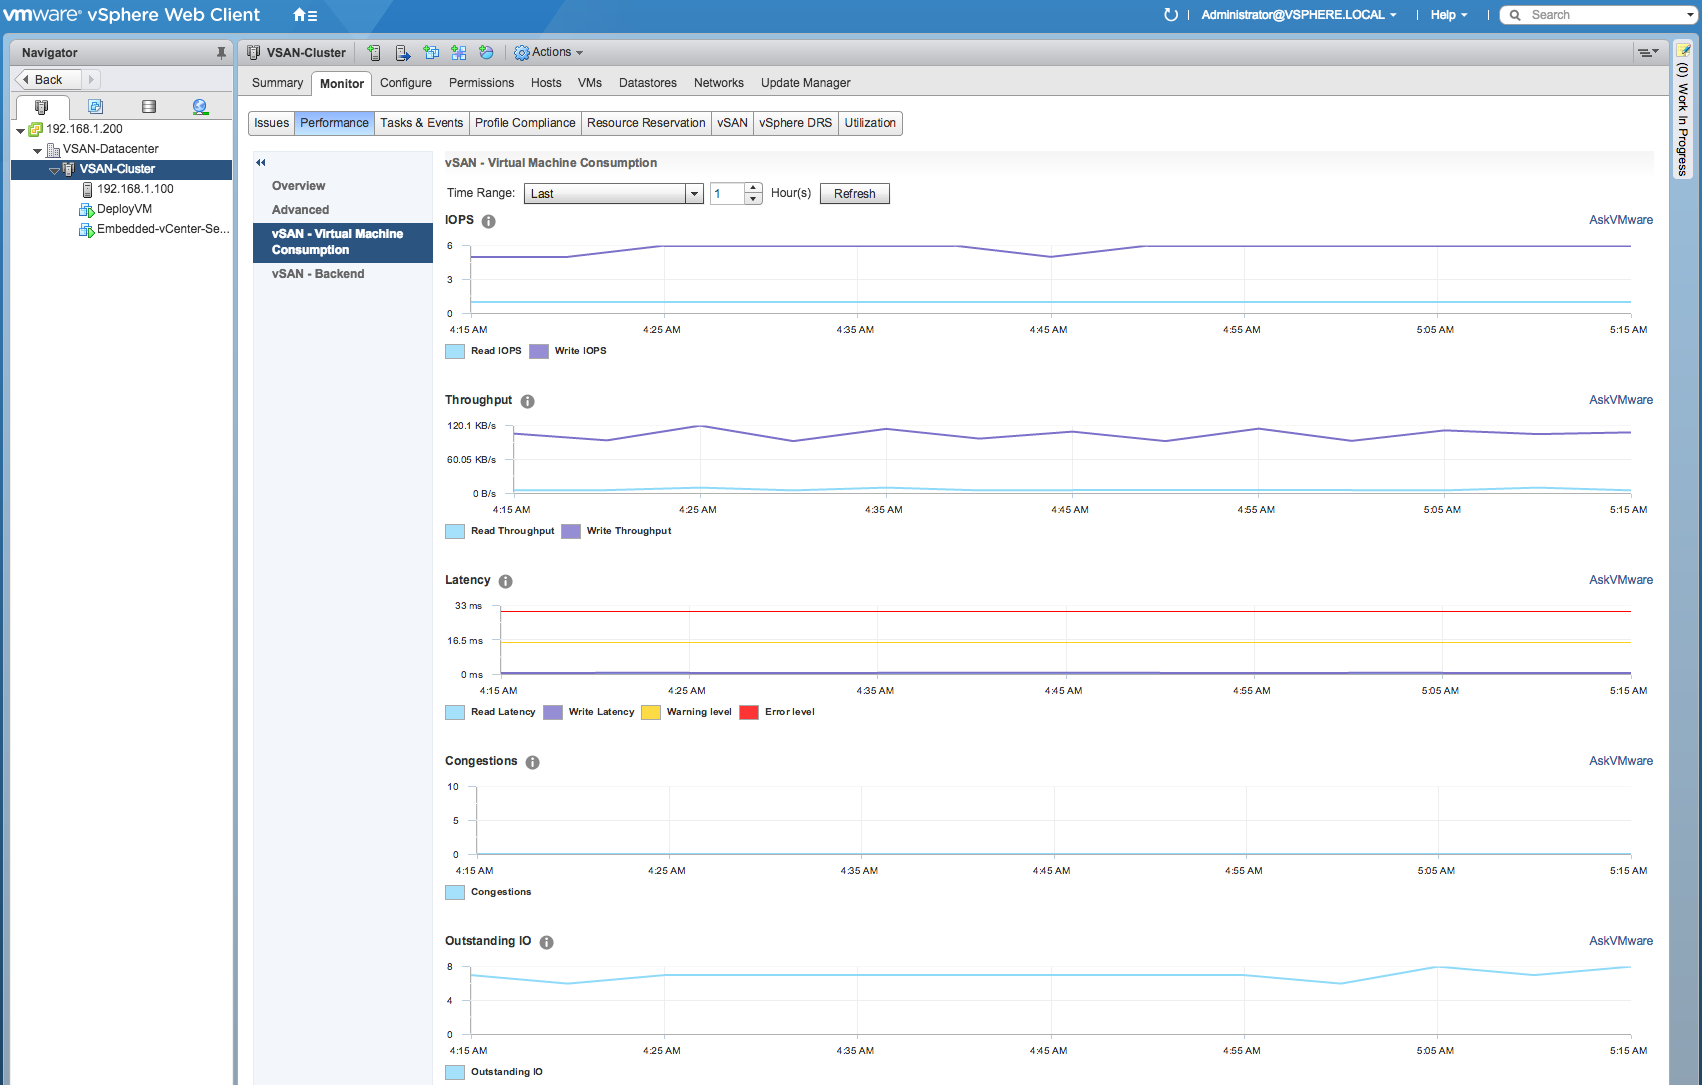 vmware® vSphere Web Client
Administrator@VSPHERE.LOCAL
Help
Search
Navigator
Back
192.168.1.200
VSAN-Datacenter
VSAN-Cluster
192.168.1.100
DeployVM
Embedded-vCenter-Se...
VSAN-Cluster
Actions
Summary Monitor Configure Permissions Hosts VMs Datastores Networks Update Manager
Issues Performance Tasks & Events Profile Compliance Resource Reservation vSAN vSphere DRS Utilization
Overview
Advanced
vSAN - Virtual Machine
Consumption
vSAN - Backend
vSAN - Virtual Machine Consumption
Time Range: Last 1 Hour(s) Refresh
IOPS AskVMware
6
3
0
4:15 AM 4:25 AM 4:35 AM 4:45 AM 4:55 AM 5:05 AM 5:15 AM
Read IOPS Write IOPS
Throughput AskVMware
120.1 KB/s
60.05 KB/s
0 B/s
4:15 AM 4:25 AM 4:35 AM 4:45 AM 4:55 AM 5:05 AM 5:15 AM
Read Throughput Write Throughput
Latency AskVMware
33 ms
16.5 ms
0 ms
4:15 AM 4:25 AM 4:35 AM 4:45 AM 4:55 AM 5:05 AM 5:15 AM
Read Latency Write Latency Warning level Error level
Congestions AskVMware
10
5
0
4:15 AM 4:25 AM 4:35 AM 4:45 AM 4:55 AM 5:05 AM 5:15 AM
Congestions
Outstanding IO AskVMware
8
4
0
4:15 AM 4:25 AM 4:35 AM 4:45 AM 4:55 AM 5:05 AM 5:15 AM
Outstanding IO
(0) Work In Progress